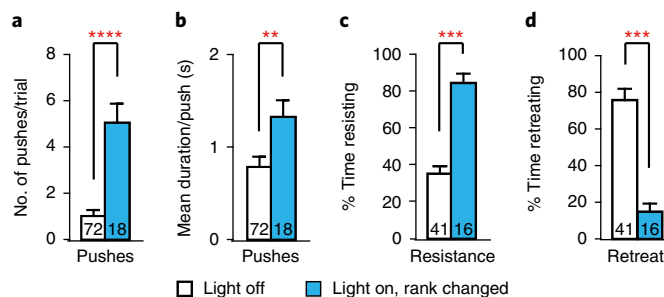 a
No. of pushes/trial
8
6
4
2
0
****
72
18
Pushes
b
Mean duration/push (s)
2
1
0
**
72
18
Pushes
c
% Time resisting
100
80
60
40
20
0
***
41
16
Resistance
d
% Time retreating
100
80
60
40
20
0
***
41
16
Retreat
Light off
Light on, rank changed